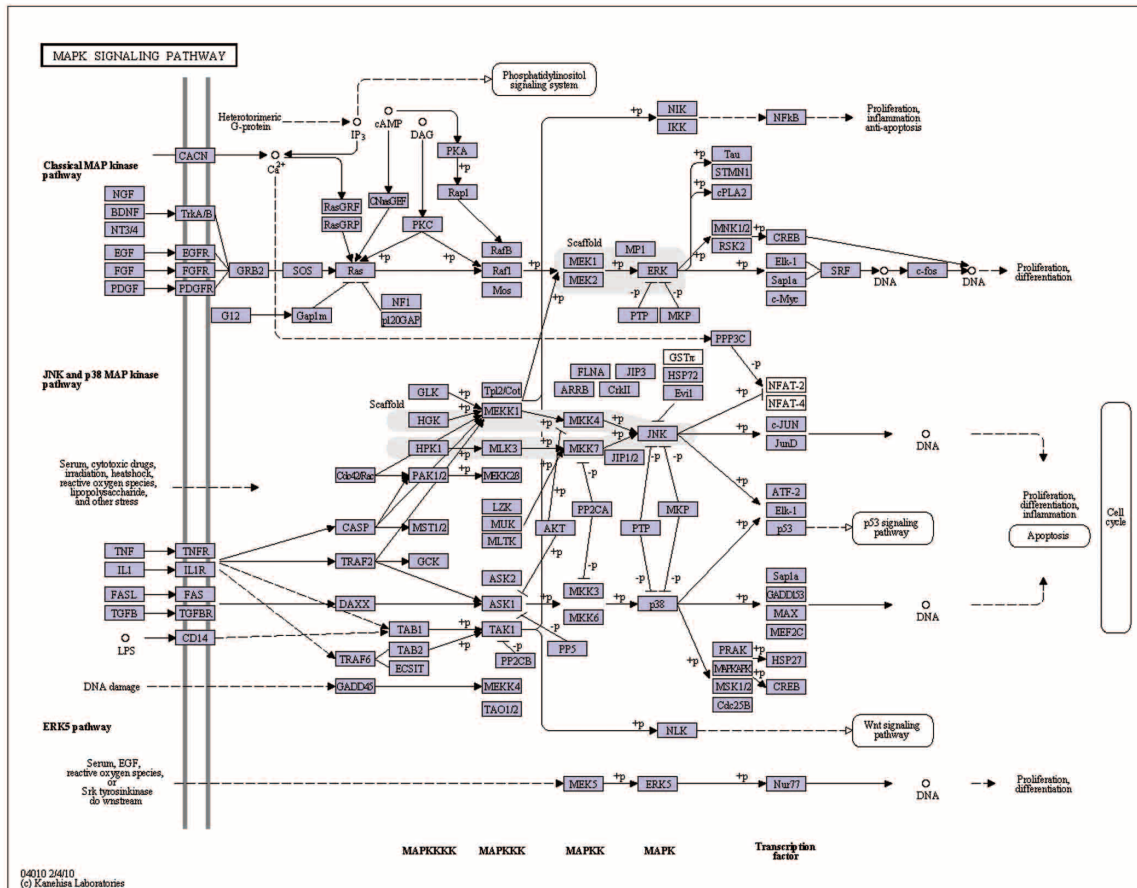 MAPK SIGNALING PATHWAY
Phosphatidylinositol
signaling system
Heterotorimeric
G-protein
IP3
cAMP
DAG
+p
NIK
IKK
NFkB
Proliferation,
inflammation
anti-apoptosis
Classical MAP kinase
pathway
CACN
Ca2+
PKA
+p
Rap1
+p
Tau
STMN1
cPLA2
NGF
BDNF
NT3/4
TrkA/B
RasGRF
RasGRP
CNrasGEF
PKC
RafB
Scaffold
MP1
+p
MNK1/2
RSK2
+p
CREB
EGF
EGFR
FGF
FGFR
PDGF
PDGFR
GRB2
SOS
Ras
+p
+p
Raf1
Mos
+p
MEK1
MEK2
+p
ERK
+p
Elk-1
Sap1a
c-Myc
SRF
DNA
c-fos
DNA
Proliferation,
differentiation
G12
Gap1m
NF1
p120GAP
+p
-p
-p
PTP
MKP
PPP3C
-p
JNK and p38 MAP kinase
pathway
Scaffold
GLK
HGK
HPK1
+p
+p
+p
+p
Tpl2/Cot
MEKK1
MLK3
MEKK2B
FLNA
JIP3
ARRB
CrkII
GSTπ
HSP72
Evil
NFAT-2
NFAT-4
MKK4
MKK7
+p
+p
+p
+p
JIP1/2
JNK
+p
+p
c-JUN
JunD
DNA
Cell
cycle
Serum, cytotoxic drugs,
irradiation, heatshock,
reactive oxygen species,
lipopolysaccharide,
and other stress
Cdc42/Rac
PAK1/2
+p
LZK
MUK
MLTK
+p
-p
PP2CA
AKT
+p
-p
-p
-p
PTP
MKP
+p
ATF-2
Elk-1
p53
p53 signaling
pathway
Proliferation,
differentiation,
inflammation
Apoptosis
CASP
MST1/2
TNF
TNFR
IL1
IL1R
TRAF2
GCK
ASK2
-p
MKK3
MKK6
-p
-p
+p
FASL
FAS
TGFB
TGFBR
DAXX
ASK1
+p
+p
p38
+p
Sap1a
GADD153
MAX
MEF2C
DNA
LPS
CD14
TAB1
TAB2
ECSIT
TRAF6
+p
+p
TAK1
-p
-p
PP2CB
PP5
+p
PRAK
MAPKAPK
MSK1/2
Cdc25B
+p
+p
HSP27
CREB
DNA damage
GADD45
MEKK4
TAO1/2
ERK5 pathway
+p
NLK
Wnt signaling
pathway
Serum, EGF,
reactive oxygen species,
or
Srk tyrosinkinase
do wnstream
MEK5
+p
ERK5
+p
Nur77
DNA
Proliferation,
differentiation
MAPKKKK
MAPKKK
MAPKK
MAPK
Transcription
factor
04010 2/4/10
(c) Kanehisa Laboratories